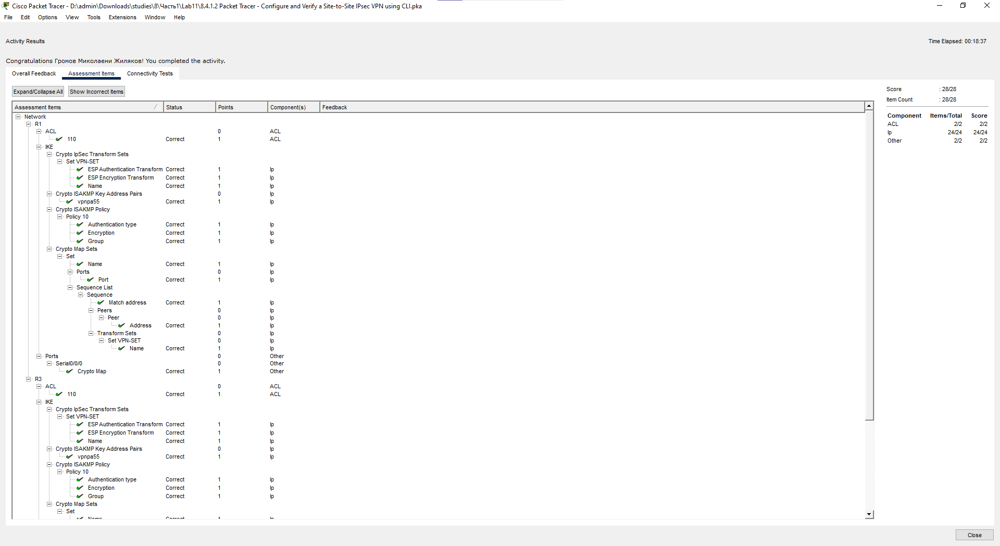 Cisco Packet Tracer - D:\admin\Downloads\studies\8\Часть1\Lab11\8.4.1.2 Packet Tracer - Configure and Verify a Site-to-Site IPsec VPN using CLI.pka
File Edit Options View Tools Extensions Window Help
Activity Results
Time Elapsed: 00:18:37
Congratulations Громов Миколаени Жиляков! You completed the activity.
Overall Feedback Assessment Items Connectivity Tests
Expand/Collapse All Show Incorrect Items
Assessment Items Status Points Component(s) Feedback
Network
R1
ACL 0 ACL
110 Correct 1 ACL
IKE
Crypto IpSec Transform Sets
Set VPN-SET
ESP Authentication Transform Correct 1 Ip
ESP Encryption Transform Correct 1 Ip
Name Correct 1 Ip
Crypto ISAKMP Key Address Pairs 0 Ip
vpnpa55 Correct 1 Ip
Crypto ISAKMP Policy
Policy 10
Authentication type Correct 1 Ip
Encryption Correct 1 Ip
Group Correct 1 Ip
Crypto Map Sets
Set
Name Correct 1 Ip
Ports 0 Ip
Port Correct 1 Ip
Sequence List
Sequence
Match address Correct 1 Ip
Peers 0 Ip
Peer 0 Ip
Address Correct 1 Ip
Transform Sets 0 Ip
Set VPN-SET 0 Ip
Name Correct 1 Ip
Ports 0 Other
Serial0/0/0 0 Other
Crypto Map Correct 1 Other
R3
ACL 0 ACL
110 Correct 1 ACL
IKE
Crypto IpSec Transform Sets
Set VPN-SET
ESP Authentication Transform Correct 1 Ip
ESP Encryption Transform Correct 1 Ip
Name Correct 1 Ip
Crypto ISAKMP Key Address Pairs 0 Ip
vpnpa55 Correct 1 Ip
Crypto ISAKMP Policy
Policy 10
Authentication type Correct 1 Ip
Encryption Correct 1 Ip
Group Correct 1 Ip
Crypto Map Sets
Set
Name Correct 1 Ip
Score : 28/28
Item Count : 28/28
Component Items/Total Score
ACL 2/2 2/2
Ip 24/24 24/24
Other 2/2 2/2
Close